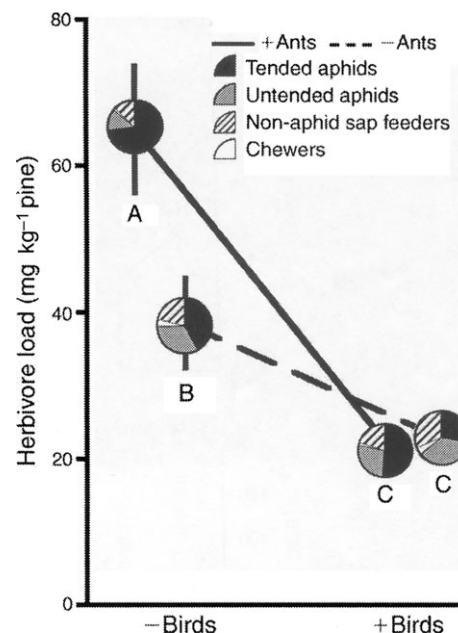 80
60
40
20
0
Herbivore load (mg kg⁻¹ pine)
+Ants −Ants
Tended aphids
Untended aphids
Non-aphid sap feeders
Chewers
A
B
C
C
−Birds
+Birds